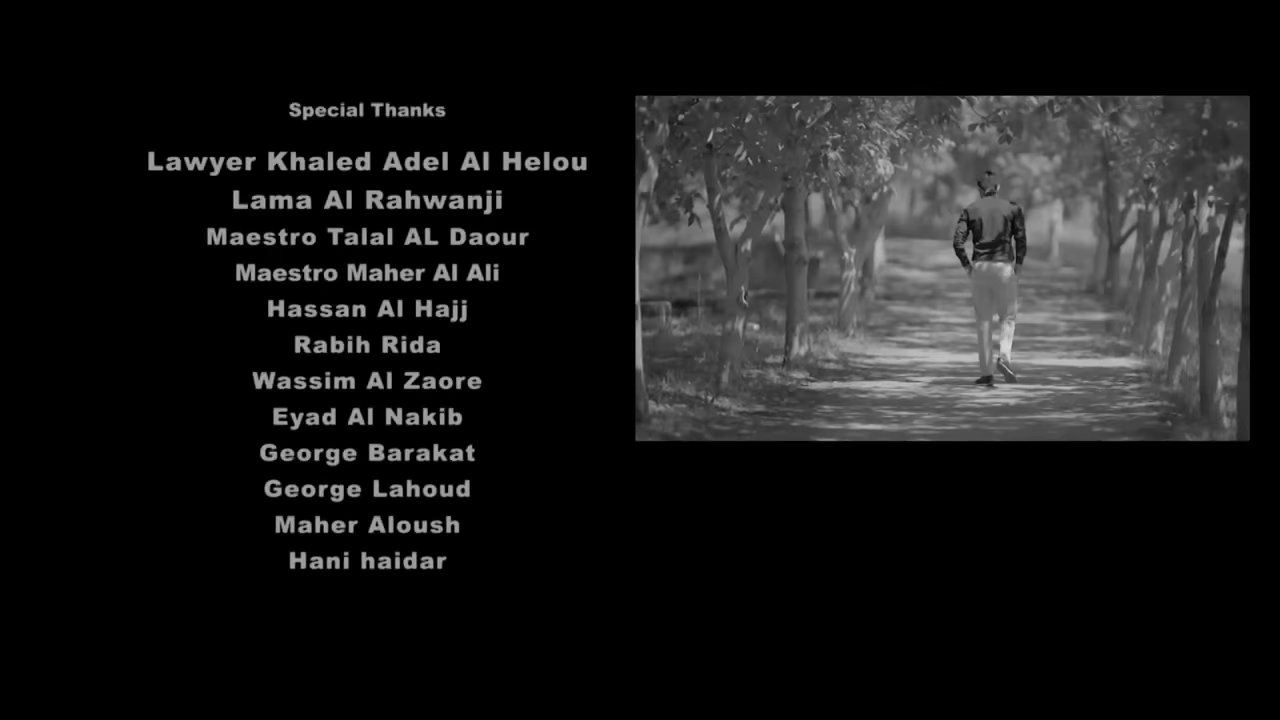 Special Thanks
Lawyer Khaled Adel Al Helou
Lama Al Rahwanji
Maestro Talal AL Daour
Maestro Maher Al Ali
Hassan Al Hajj
Rabih Rida
Wassim Al Zaore
Eyad Al Nakib
George Barakat
George Lahoud
Maher Aloush
Hani haidar